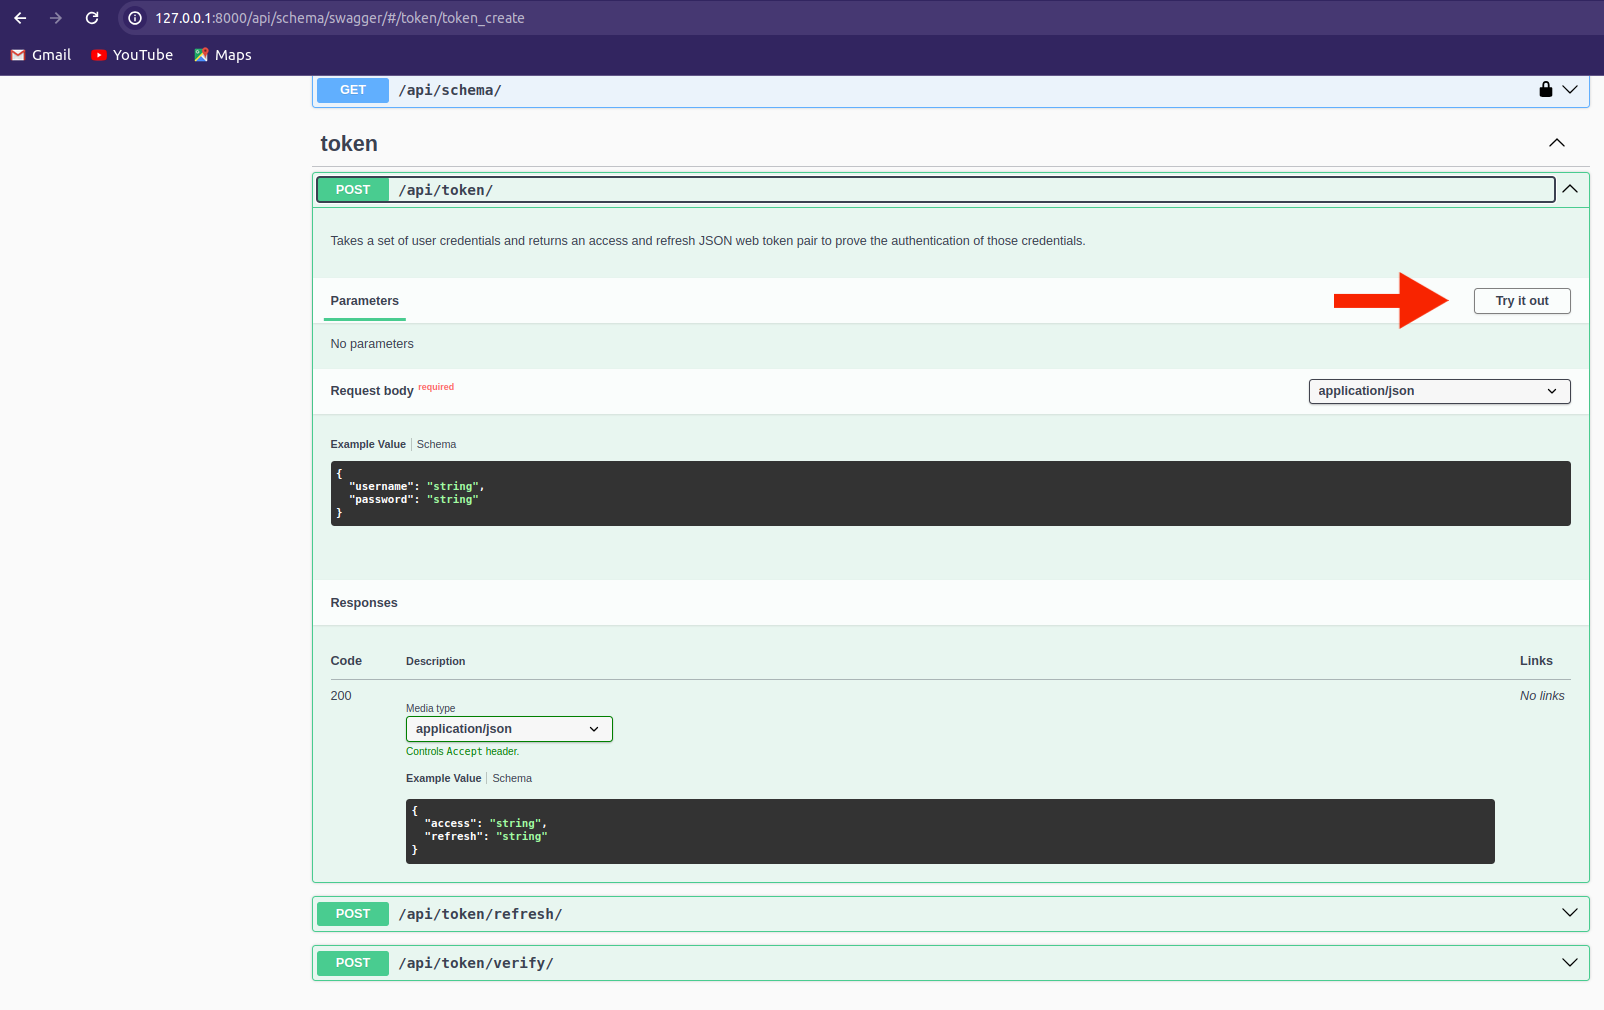 127.0.0.1:8000/api/schema/swagger/#/token/token_create
Gmail YouTube Maps
GET /api/schema/
token
POST /api/token/
Takes a set of user credentials and returns an access and refresh JSON web token pair to prove the authentication of those credentials.
Parameters Try it out
No parameters
Request body required application/json
Example Value Schema
{
"username": "string",
"password": "string"
}
Responses
Code Description Links
200 No links
Media type
application/json
Controls Accept header.
Example Value Schema
{
"access": "string",
"refresh": "string"
}
POST /api/token/refresh/
POST /api/token/verify/